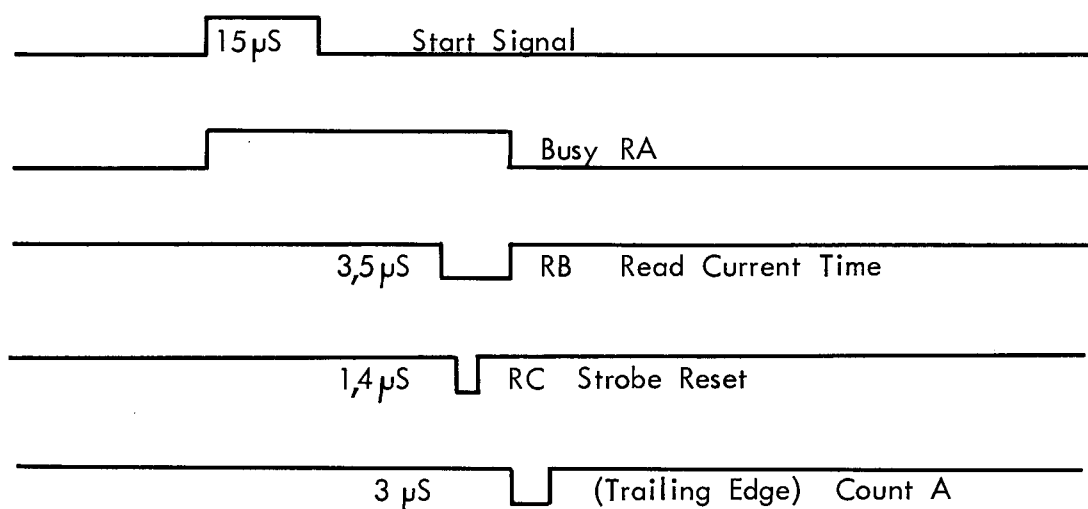 15μS Start Signal
Busy RA
3,5μS RB Read Current Time
1,4μS RC Strobe Reset
3 μS (Trailing Edge) Count A